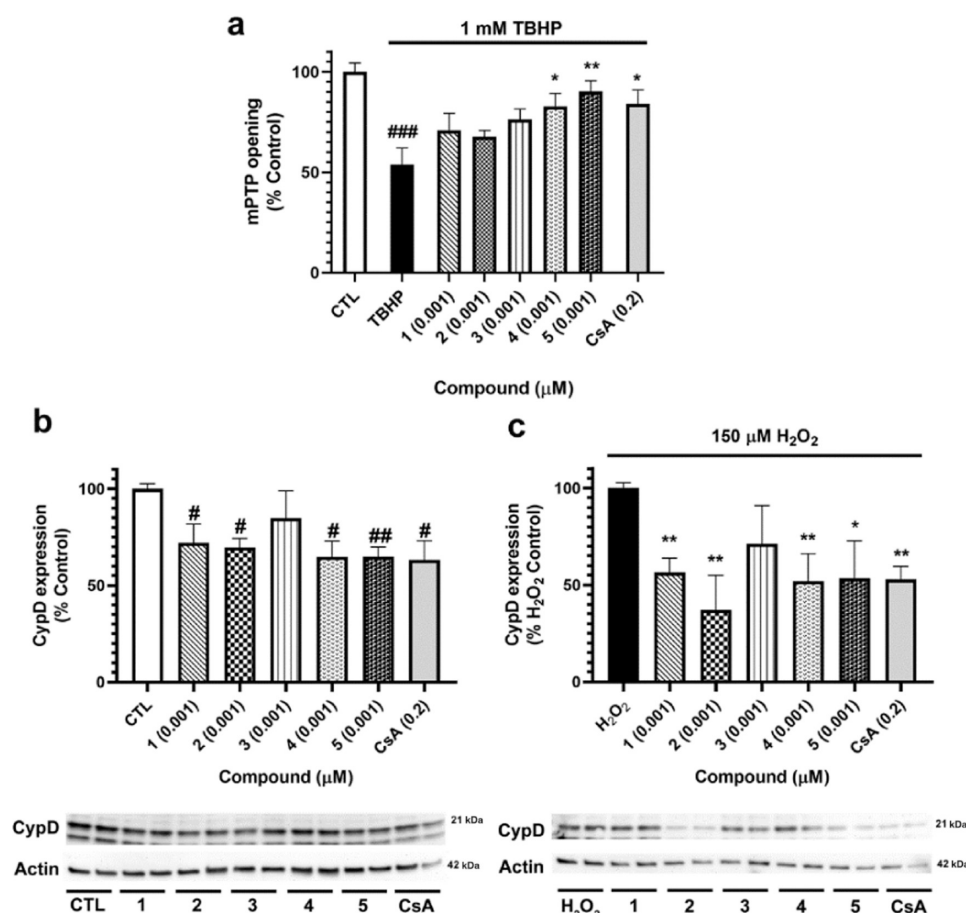 a
1 mM TBHP
mPTP opening
(% Control)
100
50
0
###
*
**
*
CTL
TBHP
1 (0.001)
2 (0.001)
3 (0.001)
4 (0.001)
5 (0.001)
CsA (0.2)
Compound (μM)
b
CypD expression
(% Control)
100
50
0
#
#
#
##
#
CTL
1 (0.001)
2 (0.001)
3 (0.001)
4 (0.001)
5 (0.001)
CsA (0.2)
Compound (μM)
c
150 μM H₂O₂
CypD expression
(% H₂O₂ Control)
100
50
0
**
**
**
*
**
H₂O₂
1 (0.001)
2 (0.001)
3 (0.001)
4 (0.001)
5 (0.001)
CsA (0.2)
Compound (μM)
CypD
21 kDa
Actin
42 kDa
CTL 1 2 3 4 5 CsA
CypD
21 kDa
Actin
42 kDa
H₂O₂ 1 2 3 4 5 CsA